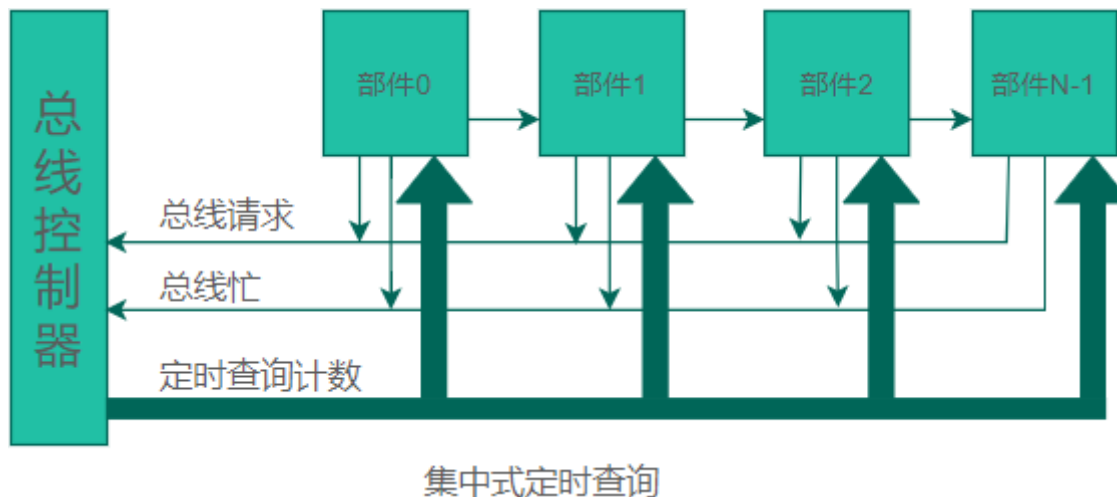 部件0
部件1
部件2
部件N-1
总线控制器
总线请求
总线忙
定时查询计数
集中式定时查询